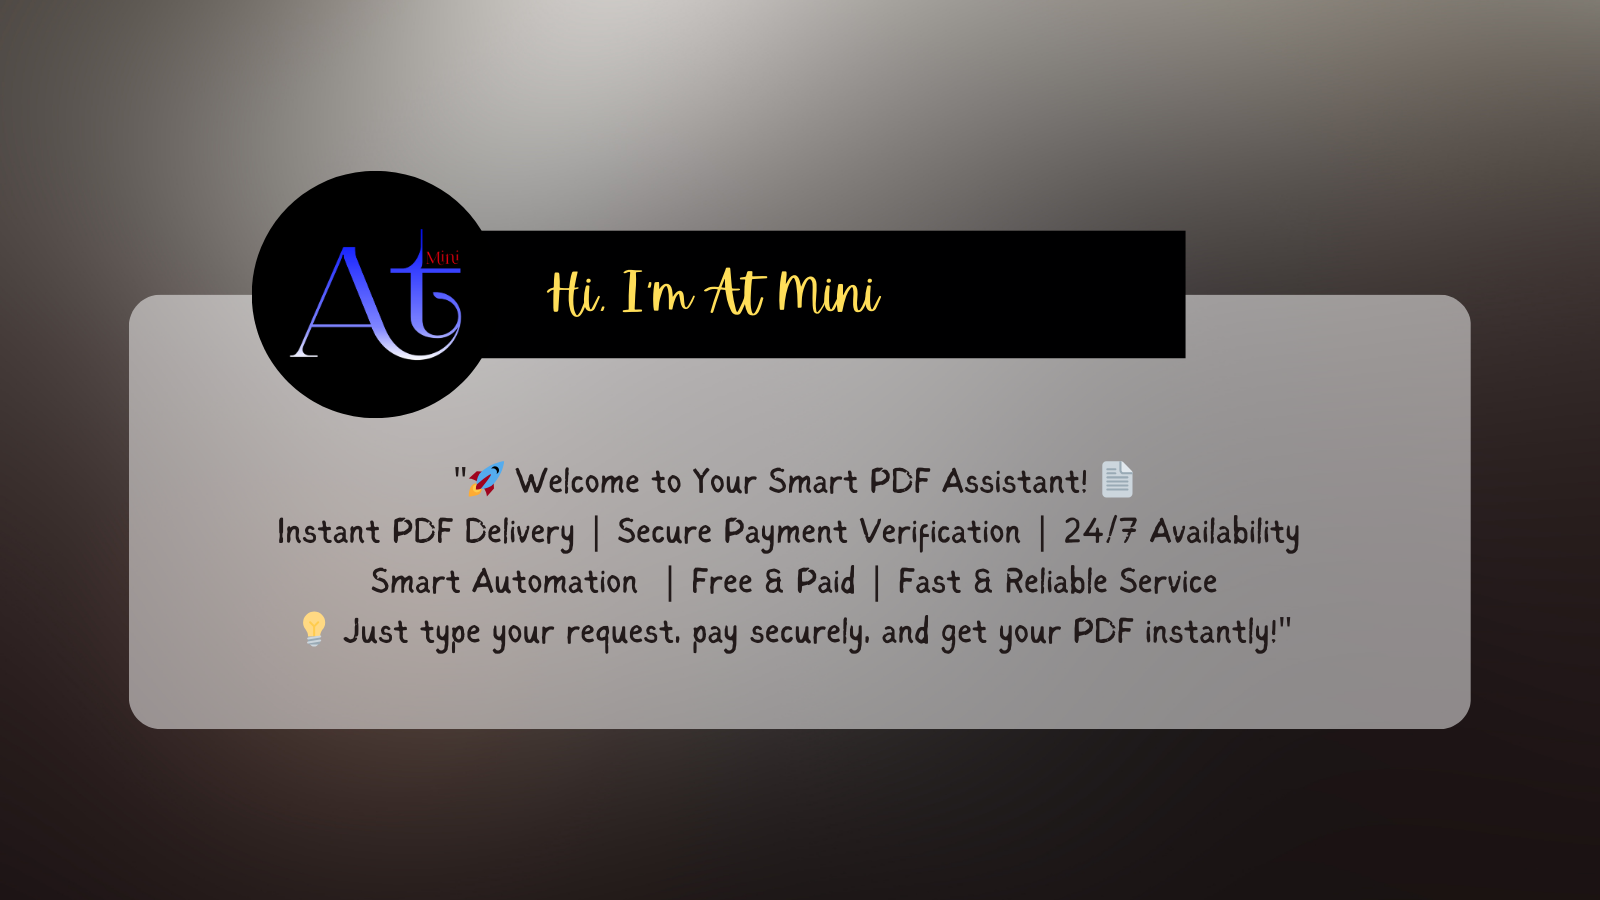 At Mini
Hi, I'm At Mini
"🚀 Welcome to Your Smart PDF Assistant! 📄
Instant PDF Delivery | Secure Payment Verification | 24/7 Availability
Smart Automation | Free & Paid | Fast & Reliable Service
💡 Just type your request, pay securely, and get your PDF instantly!"